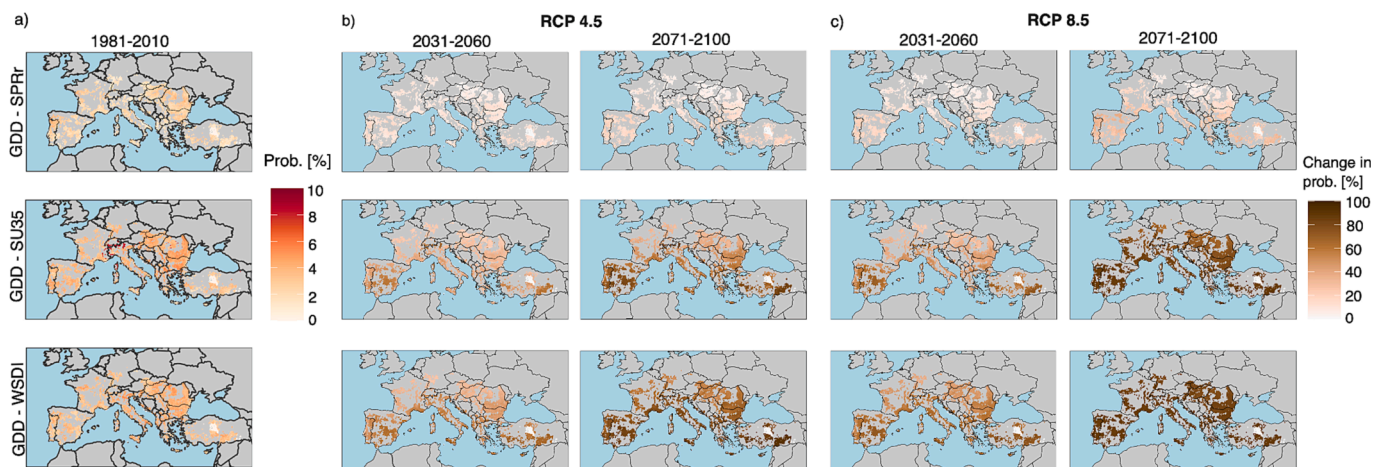 a)
1981-2010
b)
RCP 4.5
2031-2060
2071-2100
c)
RCP 8.5
2031-2060
2071-2100
GDD - SPRr
GDD - SU35
GDD - WSDI
Prob. [%]
10
8
6
4
2
0
Change in
prob. [%]
100
80
60
40
20
0